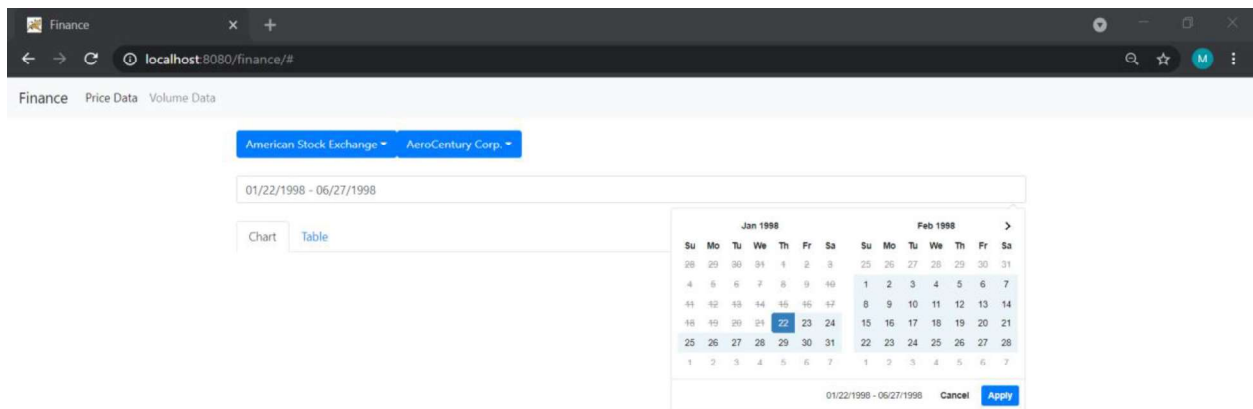 Finance
localhost:8080/finance/#
M
Finance Price Data Volume Data
American Stock Exchange AeroCentury Corp.
01/22/1998 - 06/27/1998
Chart Table
Jan 1998 Feb 1998
Su Mo Tu We Th Fr Sa Su Mo Tu We Th Fr Sa
28 29 30 31 1 2 3 25 26 27 28 29 30 31
4 5 6 7 8 9 10 1 2 3 4 5 6 7
11 12 13 14 15 16 17 8 9 10 11 12 13 14
18 19 20 21 22 23 24 15 16 17 18 19 20 21
25 26 27 28 29 30 31 22 23 24 25 26 27 28
1 2 3 4 5 6 7 1 2 3 4 5 6 7
01/22/1998 - 06/27/1998 Cancel Apply